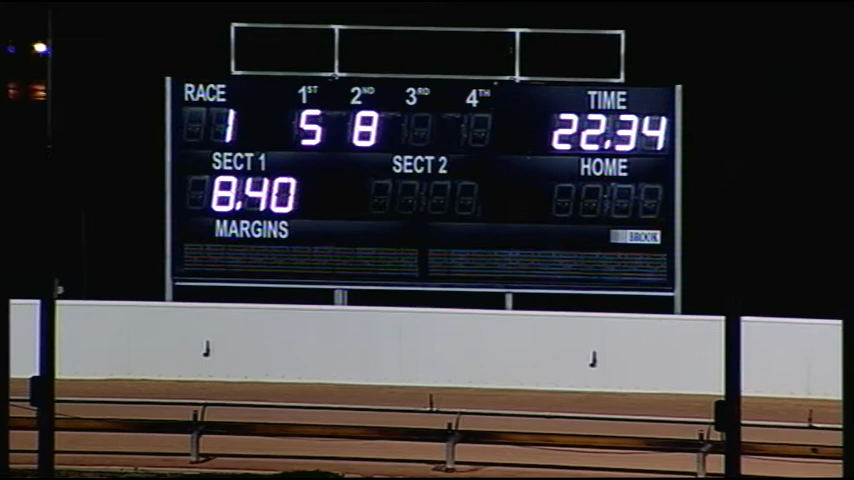 RACE 1ST 2ND 3RD 4TH TIME
1 5 8 22.34
SECT 1 SECT 2 HOME
8.40
MARGINS BROOK